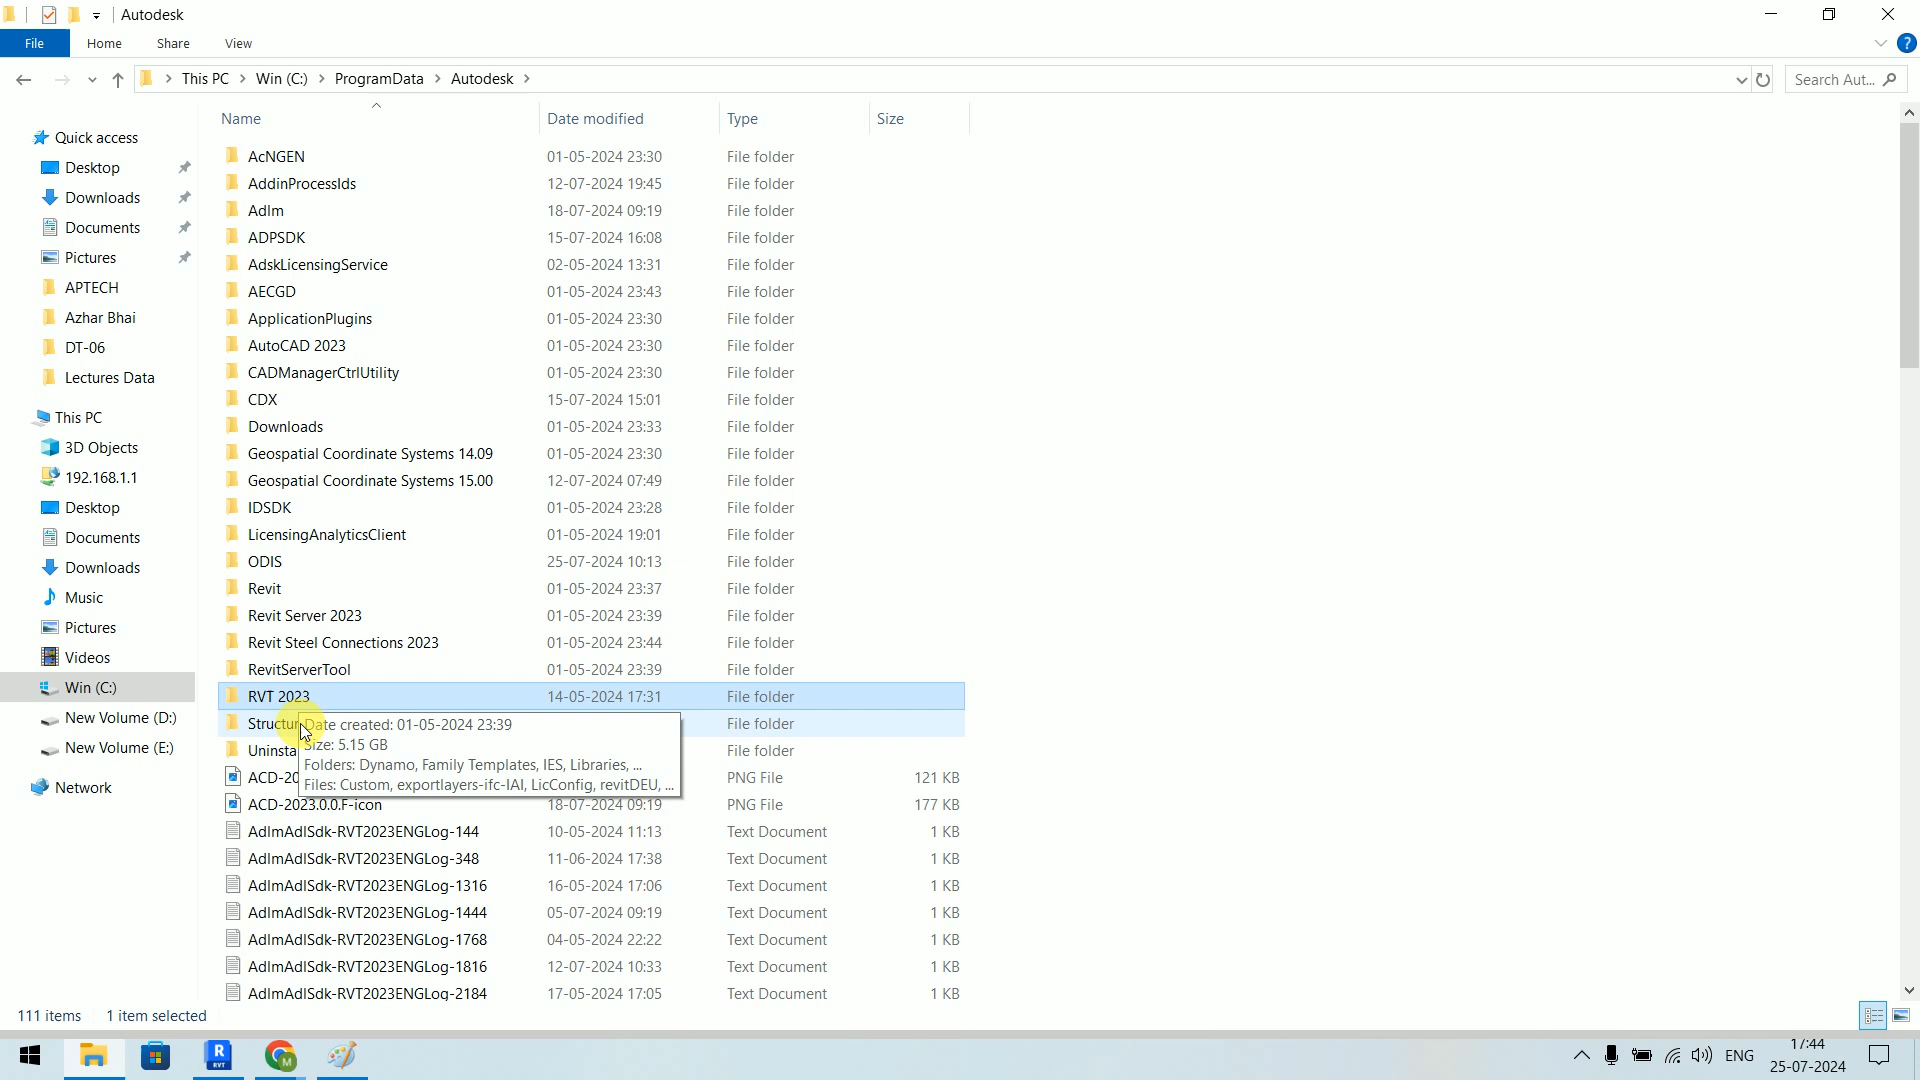 Autodesk
File Home Share View
This PC > Win (C:) > ProgramData > Autodesk >
Search Aut...
Name Date modified Type Size
Quick access
Desktop
Downloads
Documents
Pictures
APTECH
Azhar Bhai
DT-06
Lectures Data
This PC
3D Objects
192.168.1.1
Desktop
Documents
Downloads
Music
Pictures
Videos
Win (C:)
New Volume (D:)
New Volume (E:)
Network
AcNGEN 01-05-2024 23:30 File folder
AddinProcessIds 12-07-2024 19:45 File folder
Adlm 18-07-2024 09:19 File folder
ADPSDK 15-07-2024 16:08 File folder
AdskLicensingService 02-05-2024 13:31 File folder
AECGD 01-05-2024 23:43 File folder
ApplicationPlugins 01-05-2024 23:30 File folder
AutoCAD 2023 01-05-2024 23:30 File folder
CADManagerCtrlUtility 01-05-2024 23:30 File folder
CDX 15-07-2024 15:01 File folder
Downloads 01-05-2024 23:33 File folder
Geospatial Coordinate Systems 14.09 01-05-2024 23:30 File folder
Geospatial Coordinate Systems 15.00 12-07-2024 07:49 File folder
IDSDK 01-05-2024 23:28 File folder
LicensingAnalyticsClient 01-05-2024 19:01 File folder
ODIS 25-07-2024 10:13 File folder
Revit 01-05-2024 23:37 File folder
Revit Server 2023 01-05-2024 23:39 File folder
Revit Steel Connections 2023 01-05-2024 23:44 File folder
RevitServerTool 01-05-2024 23:39 File folder
RVT 2023 14-05-2024 17:31 File folder
Structur File folder
Uninsta File folder
ACD-20 PNG File 121 KB
ACD-2023.0.0.F-icon 18-07-2024 09:19 PNG File 177 KB
Date created: 01-05-2024 23:39
Size: 5.15 GB
Folders: Dynamo, Family Templates, IES, Libraries, ...
Files: Custom, exportlayers-ifc-IAI, LicConfig, revitDEU, ...
AdlmAdlSdk-RVT2023ENGLog-144 10-05-2024 11:13 Text Document 1 KB
AdlmAdlSdk-RVT2023ENGLog-348 11-06-2024 17:38 Text Document 1 KB
AdlmAdlSdk-RVT2023ENGLog-1316 16-05-2024 17:06 Text Document 1 KB
AdlmAdlSdk-RVT2023ENGLog-1444 05-07-2024 09:19 Text Document 1 KB
AdlmAdlSdk-RVT2023ENGLog-1768 04-05-2024 22:22 Text Document 1 KB
AdlmAdlSdk-RVT2023ENGLog-1816 12-07-2024 10:33 Text Document 1 KB
AdlmAdlSdk-RVT2023ENGLog-2184 17-05-2024 17:05 Text Document 1 KB
111 items 1 item selected
R
RVT
M
ENG
17:44
25-07-2024